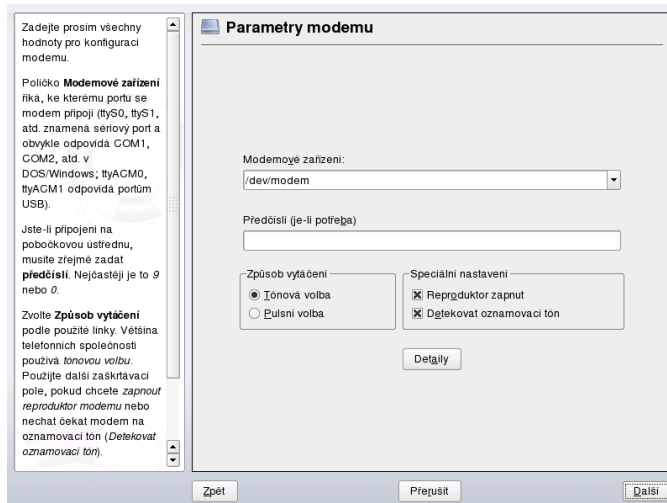 Zadejte prosím všechny
hodnoty pro konfiguraci
modemu.
Políčko Modemové zařízení
říká, ke kterému portu se
modem připojí (ttyS0, ttyS1,
atd. znamená sériový port a
obvykle odpovídá COM1,
COM2, atd. v
DOS/Windows; ttyACM0,
ttyACM1 odpovídá portům
USB).
Jste-li připojeni na
pobočkovou ústřednu,
musíte zřejmě zadat
předčíslí. Nejčastěji je to 9
nebo 0.
Zvolte Způsob vytáčení
podle použité linky. Většina
telefonních společností
používá tónovou volbu.
Použijte další zaškrtávací
pole, pokud chcete zapnout
reproduktor modemu nebo
nechat čekat modem na
oznamovací tón (Detekovat
oznamovací tón).
Parametry modemu
Modemové zařízení:
/dev/modem
Předčíslí (je-li potřeba)
Způsob vytáčení
Tónová volba
Pulsní volba
Speciální nastavení
Reproduktor zapnut
Detekovat oznamovací tón
Detaily
Zpět
Přerušit
Další